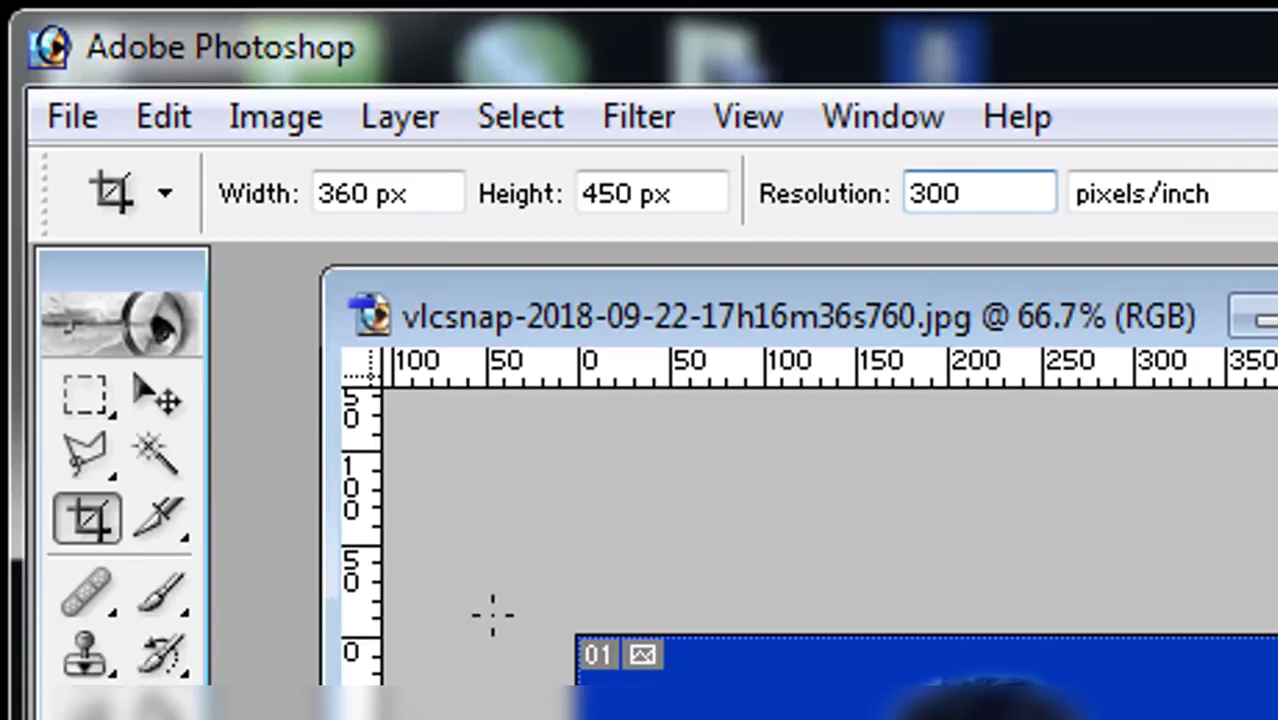 Adobe Photoshop
File Edit Image Layer Select Filter View Window Help
Width: 360 px Height: 450 px Resolution: 300 pixels/inch
vlcsnap-2018-09-22-17h16m36s760.jpg @ 66.7% (RGB)
100 50 0 50 100 150 200 250 300 350
50
100
50
0
01